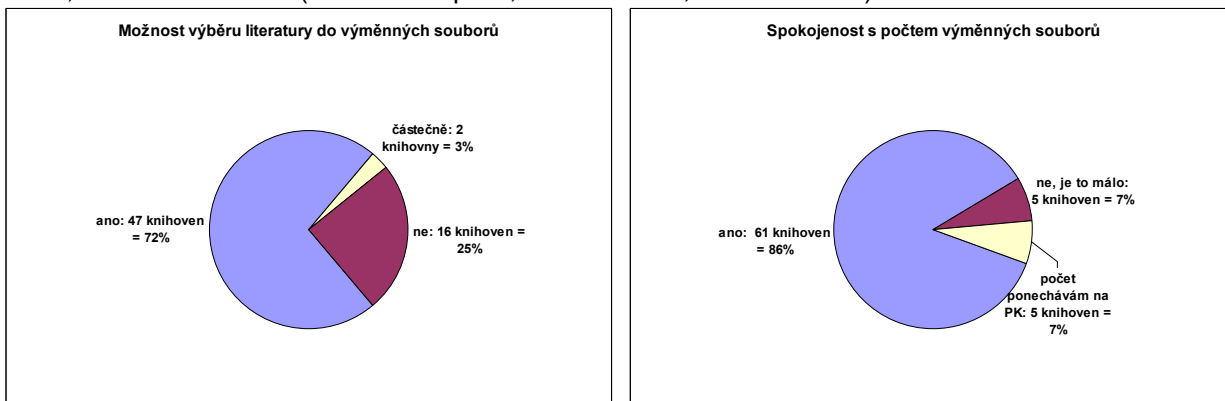 Možnost výběru literatury do výměnných souborů
částečně: 2
knihovny = 3%
ano: 47 knihoven
= 72%
ne: 16 knihoven =
25%
Spokojenost s počtem výměnných souborů
ne, je to málo:
5 knihoven = 7%
ano: 61 knihoven
= 86%
počet
ponechávám na
PK: 5 knihoven =
7%